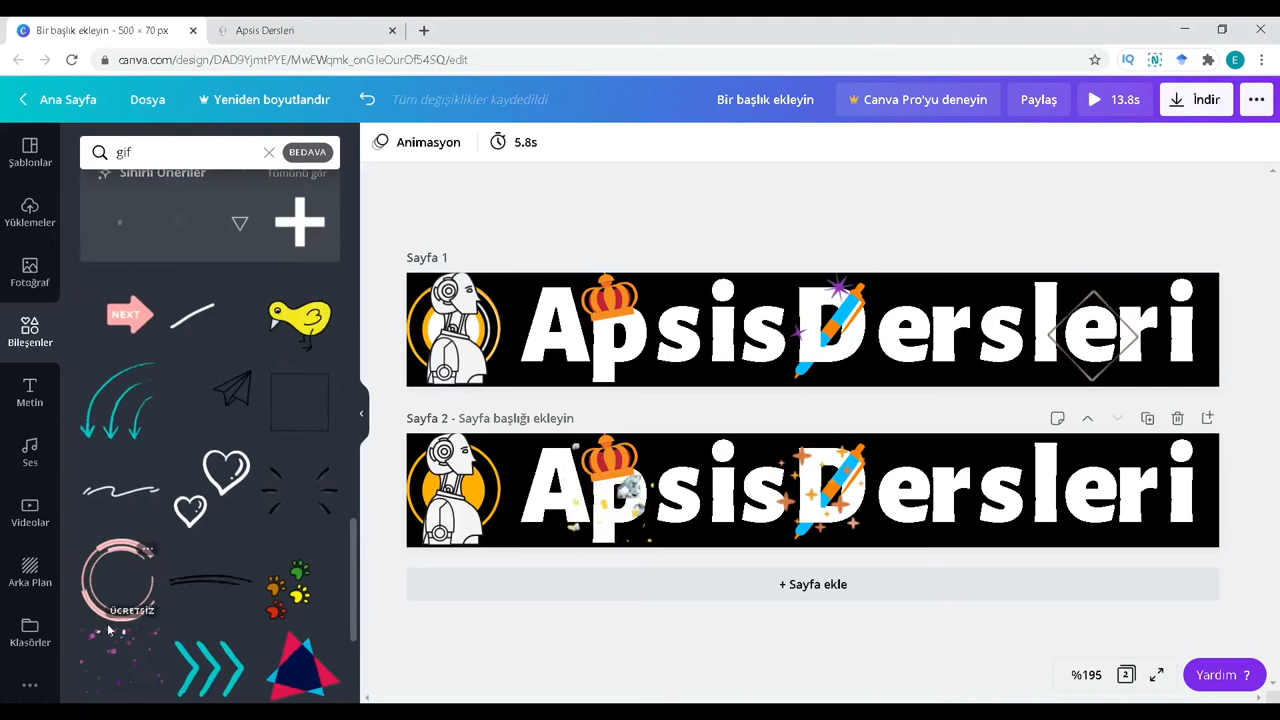 Bir başlık ekleyin - 500 × 70 px
Apsis Dersleri
canva.com/design/DAD9YJmtPYE/MwEWqmk_onGIeOurOf54SQ/edit
E
Ana Sayfa
Dosya
Yeniden boyutlandır
Tüm değişiklikler kaydedildi
Bir başlık ekleyin
Canva Pro'yu deneyin
Paylaş
13.8s
İndir
Şablonlar
Yüklemeler
Fotoğraf
Bileşenler
Metin
Ses
Videolar
Arka Plan
Klasörler
gif
BEDAVA
Sihirli Öneriler
Tümünü gör
NEXT
ÜCRETSİZ
Animasyon
5.8s
Sayfa 1
ApsisDersleri
Sayfa 2 - Sayfa başlığı ekleyin
ApsisDersleri
+ Sayfa ekle
%195
2
Yardım ?